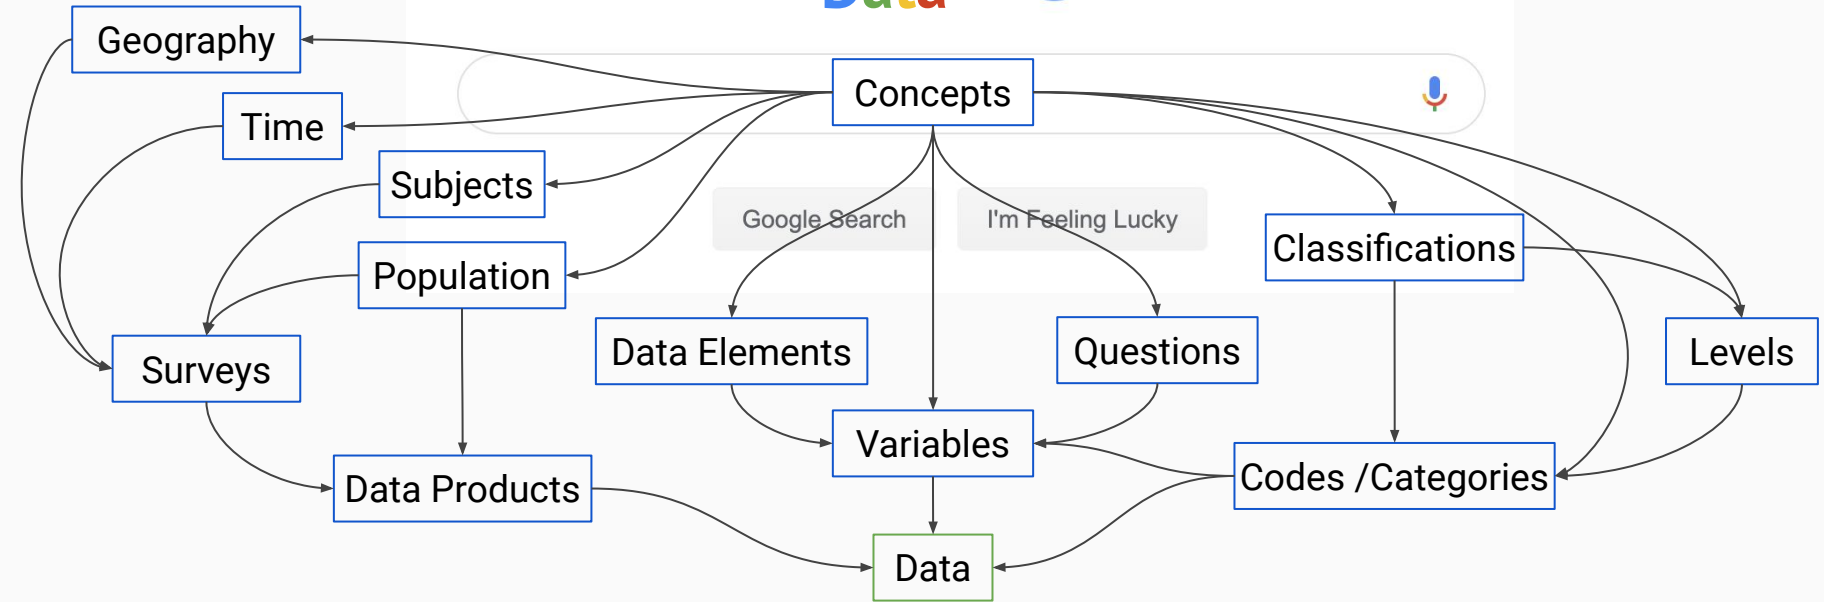 Data
Geography
Concepts
Time
Subjects
Google Search
I'm Feeling Lucky
Classifications
Population
Data Elements
Questions
Levels
Surveys
Variables
Codes /Categories
Data Products
Data